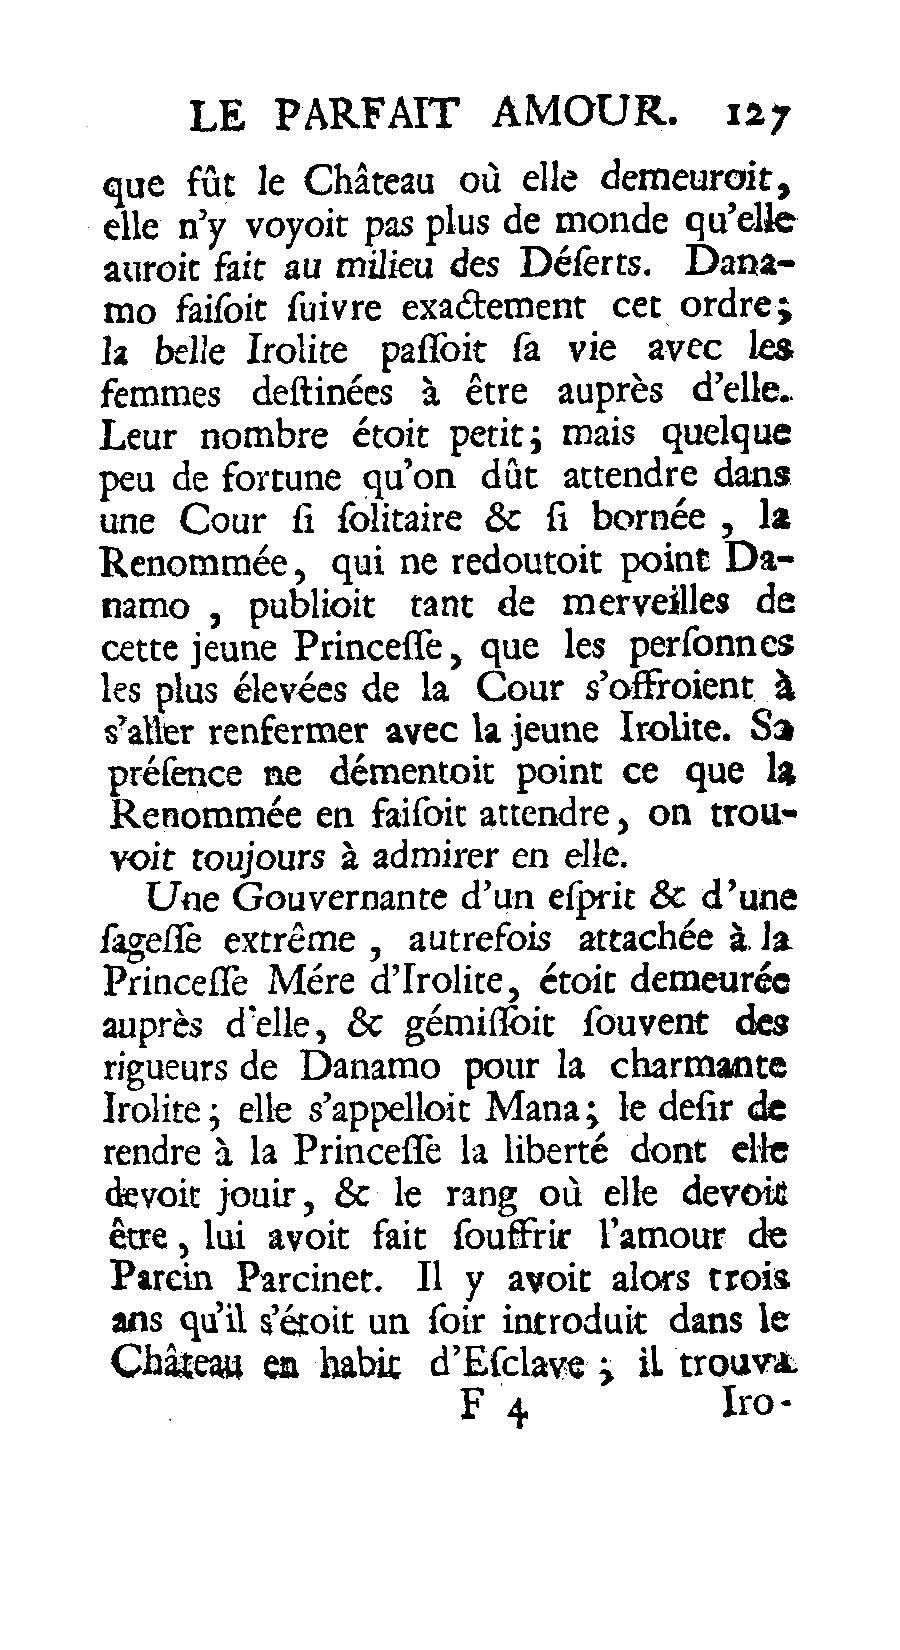 LE PARFAIT AMOUR. 127
que fût le Château où elle demeuroit,
elle n'y voyoit pas plus de monde qu'elle
auroit fait au milieu des Déſerts. Dana-
mo faiſoit ſuivre exactement cet ordre;
la belle Irolite paſſoit ſa vie avec les
femmes deſtinées à être auprès d'elle.
Leur nombre étoit petit; mais quelque
peu de fortune qu'on dût attendre dans
une Cour ſi ſolitaire & ſi bornée , la
Renommée, qui ne redoutoit point Da-
namo , publioit tant de merveilles de
cette jeune Princeſſe, que les perſonnes
les plus élevées de la Cour s'offroient à
s'aller renfermer avec la jeune Irolite. Sa
préſence ne démentoit point ce que la
Renommée en faiſoit attendre, on trou-
voit toujours à admirer en elle.
Une Gouvernante d'un eſprit & d'une
ſageſſe extrême , autrefois attachée à la
Princeſſe Mére d'Irolite, étoit demeurée
auprès d'elle, & gémiſſoit ſouvent des
rigueurs de Danamo pour la charmante
Irolite; elle s'appelloit Mana; le deſir de
rendre à la Princeſſe la liberté dont elle
devoit jouir, & le rang où elle devoit
être, lui avoit fait ſouffrir l'amour de
Parcin Parcinet. Il y avoit alors trois
ans qu'il s'étoit un ſoir introduit dans le
Château en habit d'Eſclave ; il trouva
F 4 Iro-